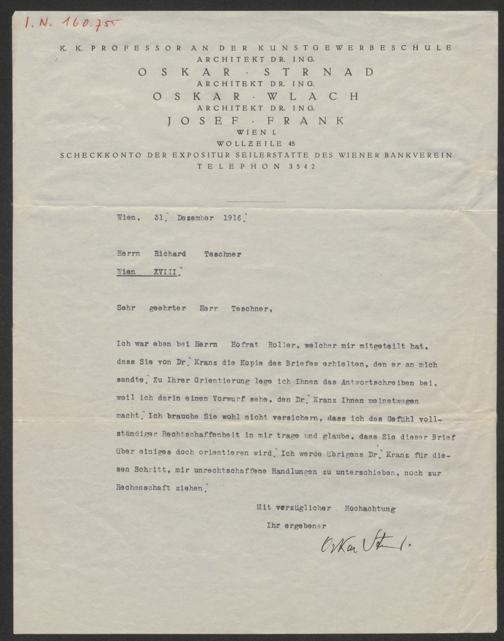 I. N. 160.755
K. K. PROFESSOR AN DER KUNSTGEWERBESCHULE
ARCHITEKT DR. ING.
OSKAR · STRNAD
ARCHITEKT DR. ING.
OSKAR · WLACH
ARCHITEKT DR. ING.
JOSEF · FRANK
WIEN I.
WOLLZEILE 45
SCHECKKONTO DER EXPOSITUR SEILERSTATTE DES WIENER BANKVEREIN
TELEPHON 3542
Wien, 31. Dezember 1916.
Herrn Richard Teschner
Wien XVIII.
Sehr geehrter Herr Teschner,
Ich war eben bei Herrn Hofrat Roller, welcher mir mitgeteilt hat,
dass Sie von Dr. Kranz die Kopie des Briefes erhielten, den er an mich
sandte. Zu Ihrer Orientierung lege ich Ihnen das Antwortschreiben bei,
weil ich darin einen Vorwurf sehe, den Dr. Kranz Ihnen meinetwegen
macht. Ich brauche Sie wohl nicht versichern, dass ich das Gefühl voll-
ständiger Rechtschaffenheit in mir trage und glaube, dass Sie dieser Brief
über einiges doch orientieren wird. Ich werde übrigens Dr. Kranz für die-
sen Schritt, mir unrechtschaffene Handlungen zu unterschieben, noch zur
Rechenschaft ziehen.
Mit vorzüglicher Hochachtung
Ihr ergebener
Oskar Strnad.